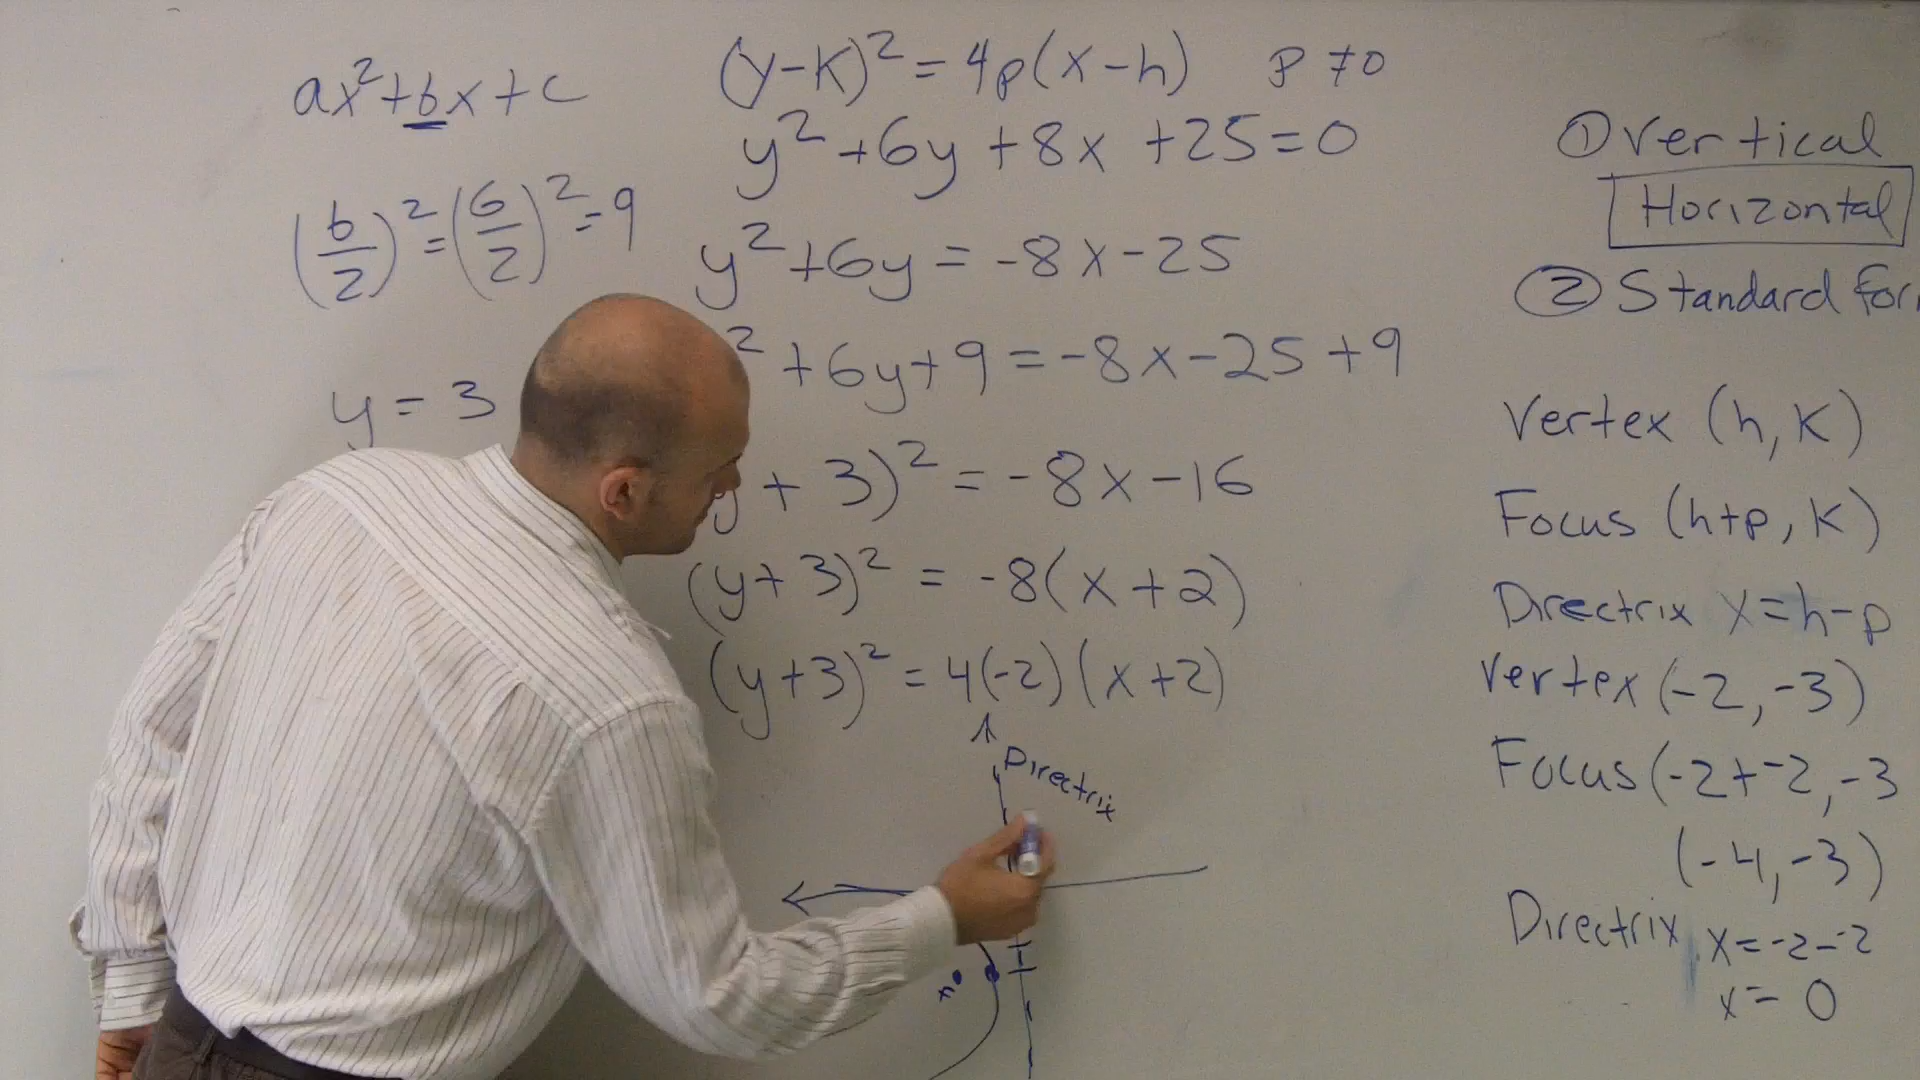 ax²+bx+c
(b/2)²=(6/2)²=9
y=3
(y-k)²=4p(x-h) p≠0
y²+6y+8x+25=0
y²+6y=-8x-25
²+6y+9=-8x-25+9
y+3)²=-8x-16
(y+3)²=-8(x+2)
(y+3)²=4(-2)(x+2)
Directrix
① Vertical
Horizontal
② Standard
Vertex (h,k)
Focus (h+p,k)
Directrix x=h-p
Vertex (-2,-3)
Focus (-2+-2,-3
(-4,-3)
Directrix x=-2--2
x=0